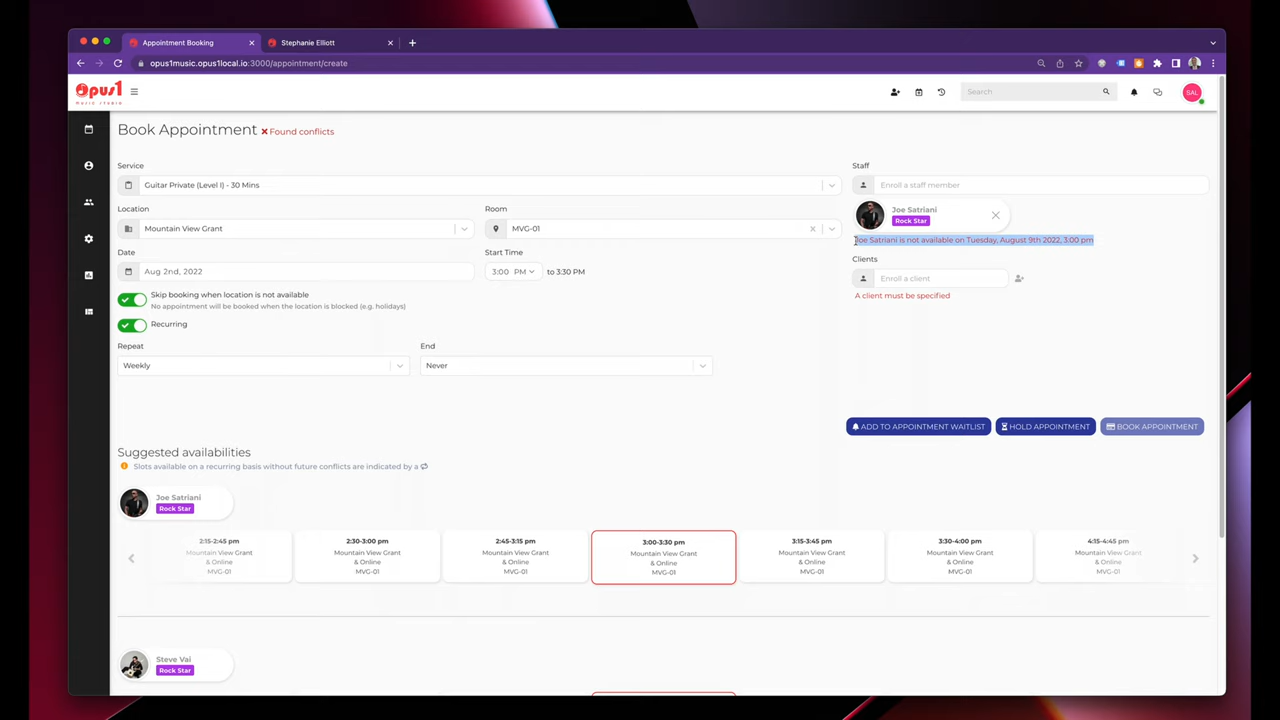 Appointment Booking
Stephanie Elliott
opus1music.opus1local.io:3000/appointment/create
Opus1
music studio
Search
SAL
Book Appointment
Found conflicts
Service
Guitar Private (Level I) - 30 Mins
Location
Room
Mountain View Grant
MVG-01
Date
Start Time
Aug 2nd, 2022
3:00 PM
to 3:30 PM
Skip booking when location is not available
No appointment will be booked when the location is blocked (e.g. holidays)
Recurring
Repeat
End
Weekly
Never
Staff
Enroll a staff member
Joe Satriani
Rock Star
Joe Satriani is not available on Tuesday, August 9th 2022, 3:00 pm
Clients
Enroll a client
A client must be specified
ADD TO APPOINTMENT WAITLIST
HOLD APPOINTMENT
BOOK APPOINTMENT
Suggested availabilities
Slots available on a recurring basis without future conflicts are indicated by a
Joe Satriani
Rock Star
2:15-2:45 pm
Mountain View Grant
& Online
MVG-01
2:30-3:00 pm
Mountain View Grant
& Online
MVG-01
2:45-3:15 pm
Mountain View Grant
& Online
MVG-01
3:00-3:30 pm
Mountain View Grant
& Online
MVG-01
3:15-3:45 pm
Mountain View Grant
& Online
MVG-01
3:30-4:00 pm
Mountain View Grant
& Online
MVG-01
4:15-4:45 pm
Mountain View Grant
& Online
MVG-01
Steve Vai
Rock Star